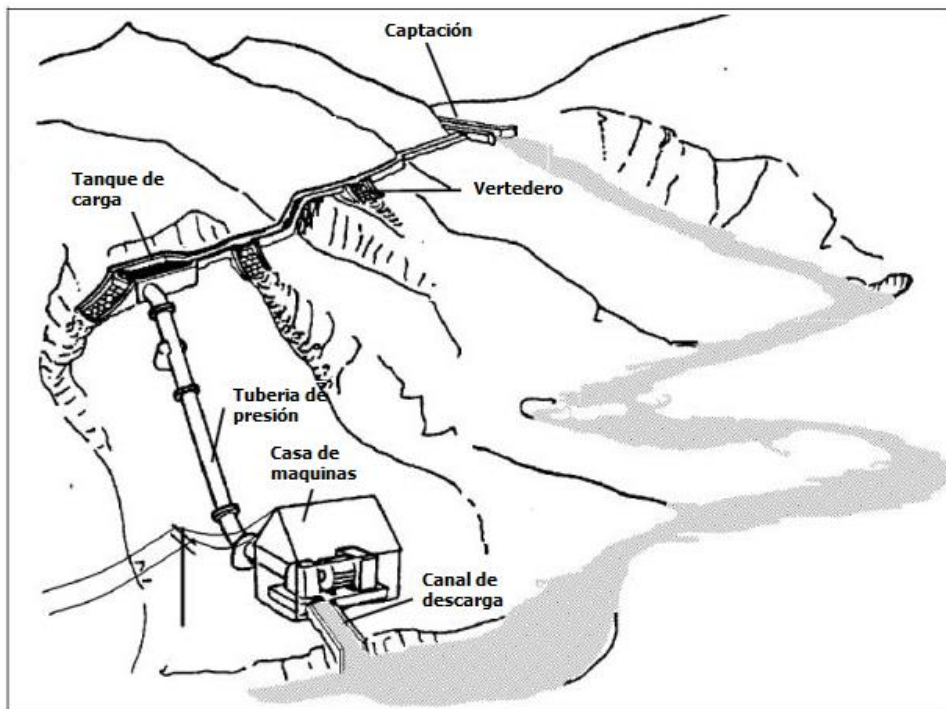 Captación
Tanque de
carga
Vertedero
Tuberia de
presión
Casa de
maquinas
Canal de
descarga